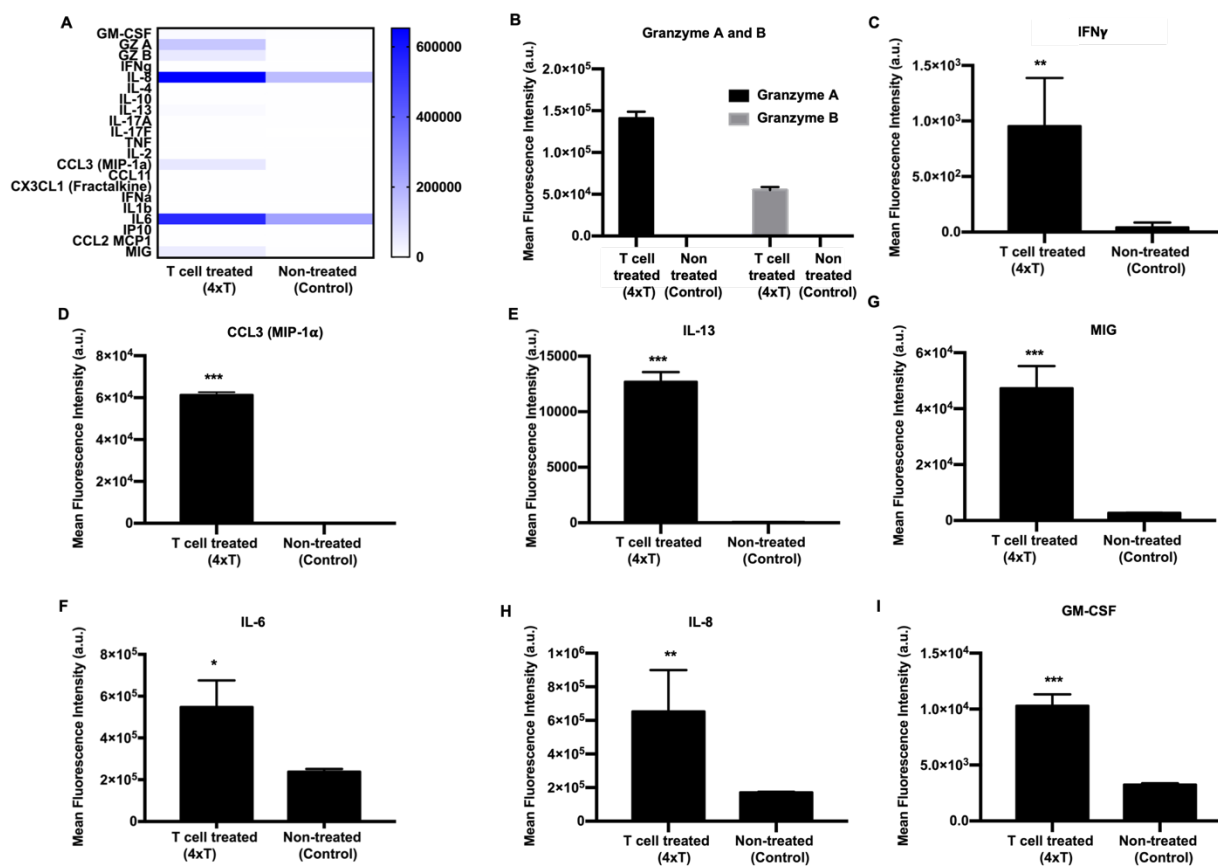 A
GM-CSF
GZ A
GZ B
IFNg
IL-8
IL-4
IL-10
IL-13
IL-17A
IL-17F
TNF
IL-2
CCL3 (MIP-1a)
CCL11
CX3CL1 (Fractalkine)
IFNa
IL1b
IL6
IP10
CCL2 MCP1
MIG
T cell treated
(4xT)
Non-treated
(Control)
600000
400000
200000
0
B
Granzyme A and B
Mean Fluorescence Intensity (a.u.)
2.0×10⁵
1.5×10⁵
1.0×10⁵
5.0×10⁴
0.0
Granzyme A
Granzyme B
T cell
treated
(4xT)
Non
treated
(Control)
T cell
treated
(4xT)
Non
treated
(Control)
C
IFNγ
Mean Fluorescence Intensity (a.u.)
1.5×10³
1.0×10³
5.0×10²
0.0
**
T cell treated
(4xT)
Non-treated
(Control)
D
CCL3 (MIP-1α)
Mean Fluorescence Intensity (a.u.)
8×10⁴
6×10⁴
4×10⁴
2×10⁴
0
***
T cell treated
(4xT)
Non-treated
(Control)
E
IL-13
Mean Fluorescence Intensity (a.u.)
15000
10000
5000
0
***
T cell treated
(4xT)
Non-treated
(Control)
G
MIG
Mean Fluorescence Intensity (a.u.)
6×10⁴
4×10⁴
2×10⁴
0
***
T cell treated
(4xT)
Non-treated
(Control)
F
IL-6
Mean Fluorescence Intensity (a.u.)
8×10⁵
6×10⁵
4×10⁵
2×10⁵
0
*
T cell treated
(4xT)
Non-treated
(Control)
H
IL-8
Mean Fluorescence Intensity (a.u.)
1×10⁶
8×10⁵
6×10⁵
4×10⁵
2×10⁵
0
**
T cell treated
(4xT)
Non-treated
(Control)
I
GM-CSF
Mean Fluorescence Intensity (a.u.)
1.5×10⁴
1.0×10⁴
5.0×10³
0.0
***
T cell treated
(4xT)
Non-treated
(Control)